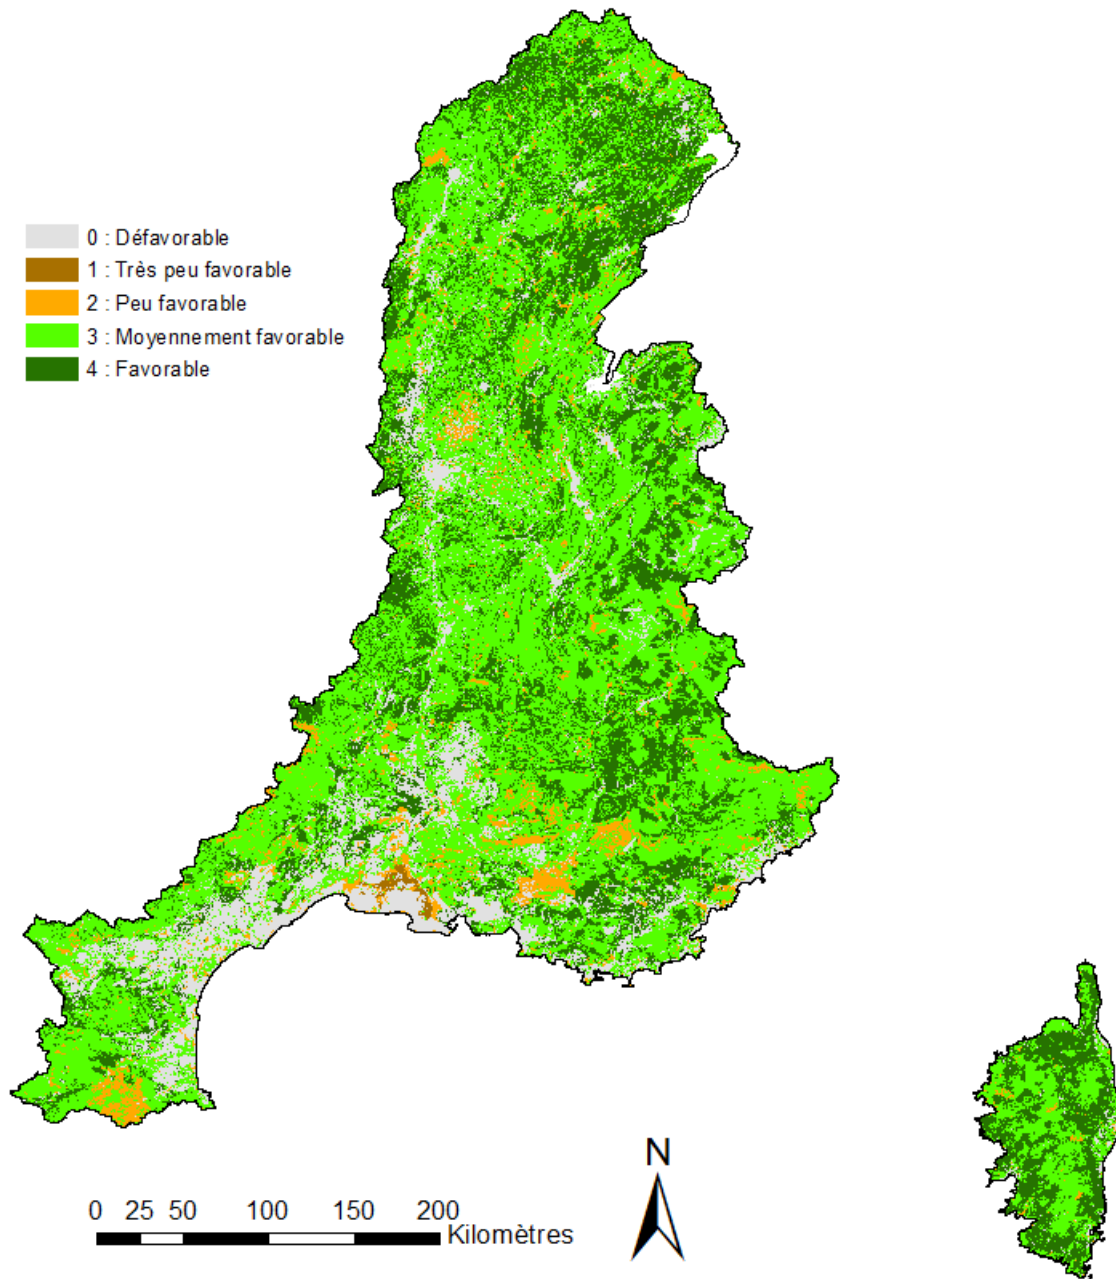 0 : Défavorable
1 : Très peu favorable
2 : Peu favorable
3 : Moyennement favorable
4 : Favorable
N
0 25 50 100 150 200
Kilomètres